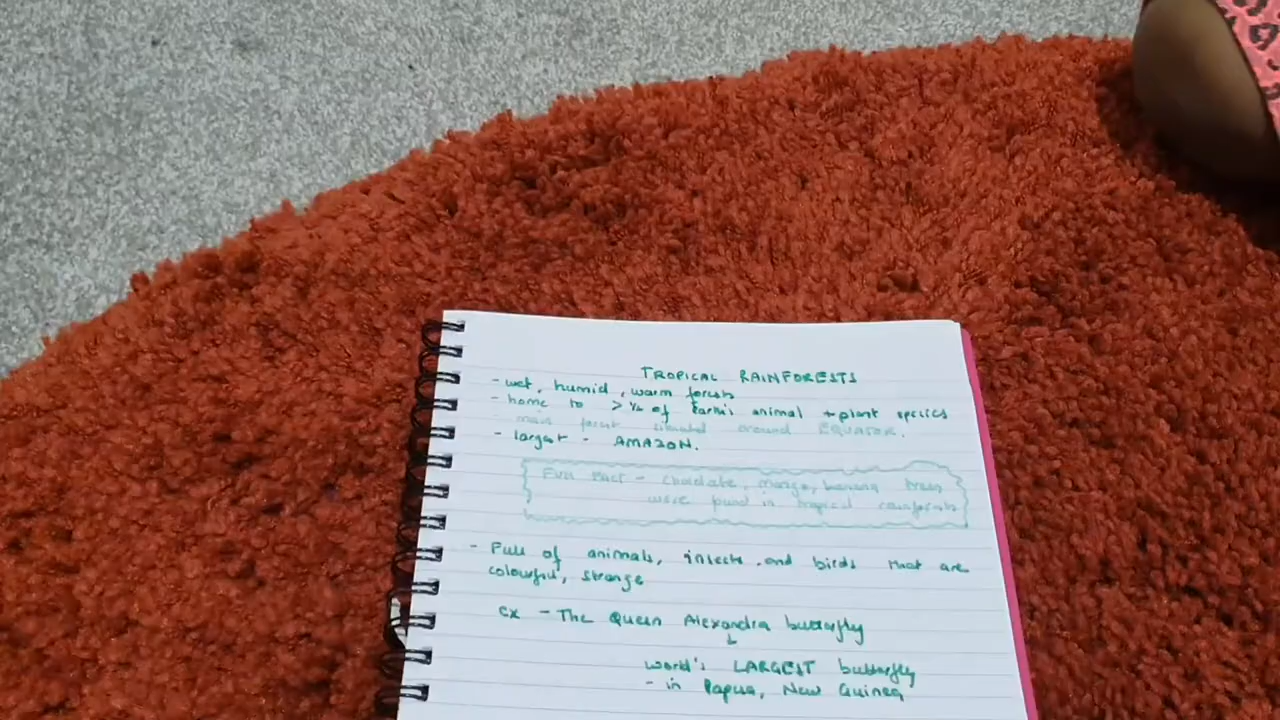 TROPICAL RAINFORESTS
- wet, humid, warm forests
- home to > 1/2 of Earth's animal + plant species
main forest situated around EQUATOR.
- largest - AMAZON.
Fun Fact - chocolate, mango, banana trees
were found in tropical rainforests
- Full of animals, insects and birds that are
colourful, strange
ex - The Queen Alexandra butterfly
world's LARGEST butterfly
- in Papua, New Guinea